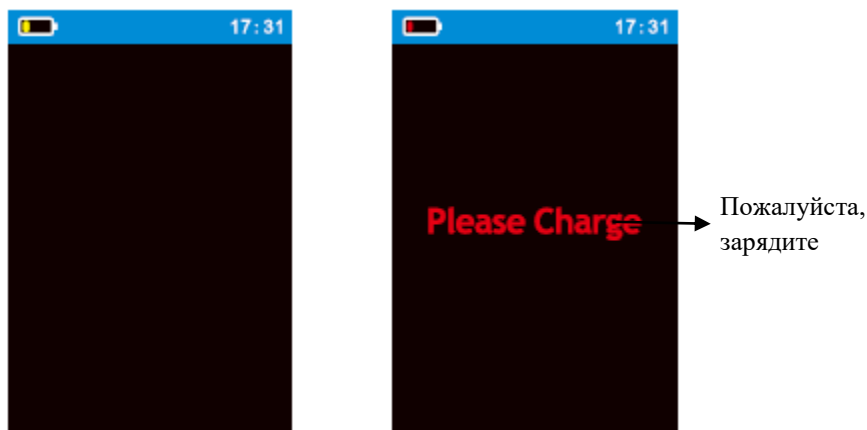 17:31
17:31
Please Charge
Пожалуйста,
зарядите